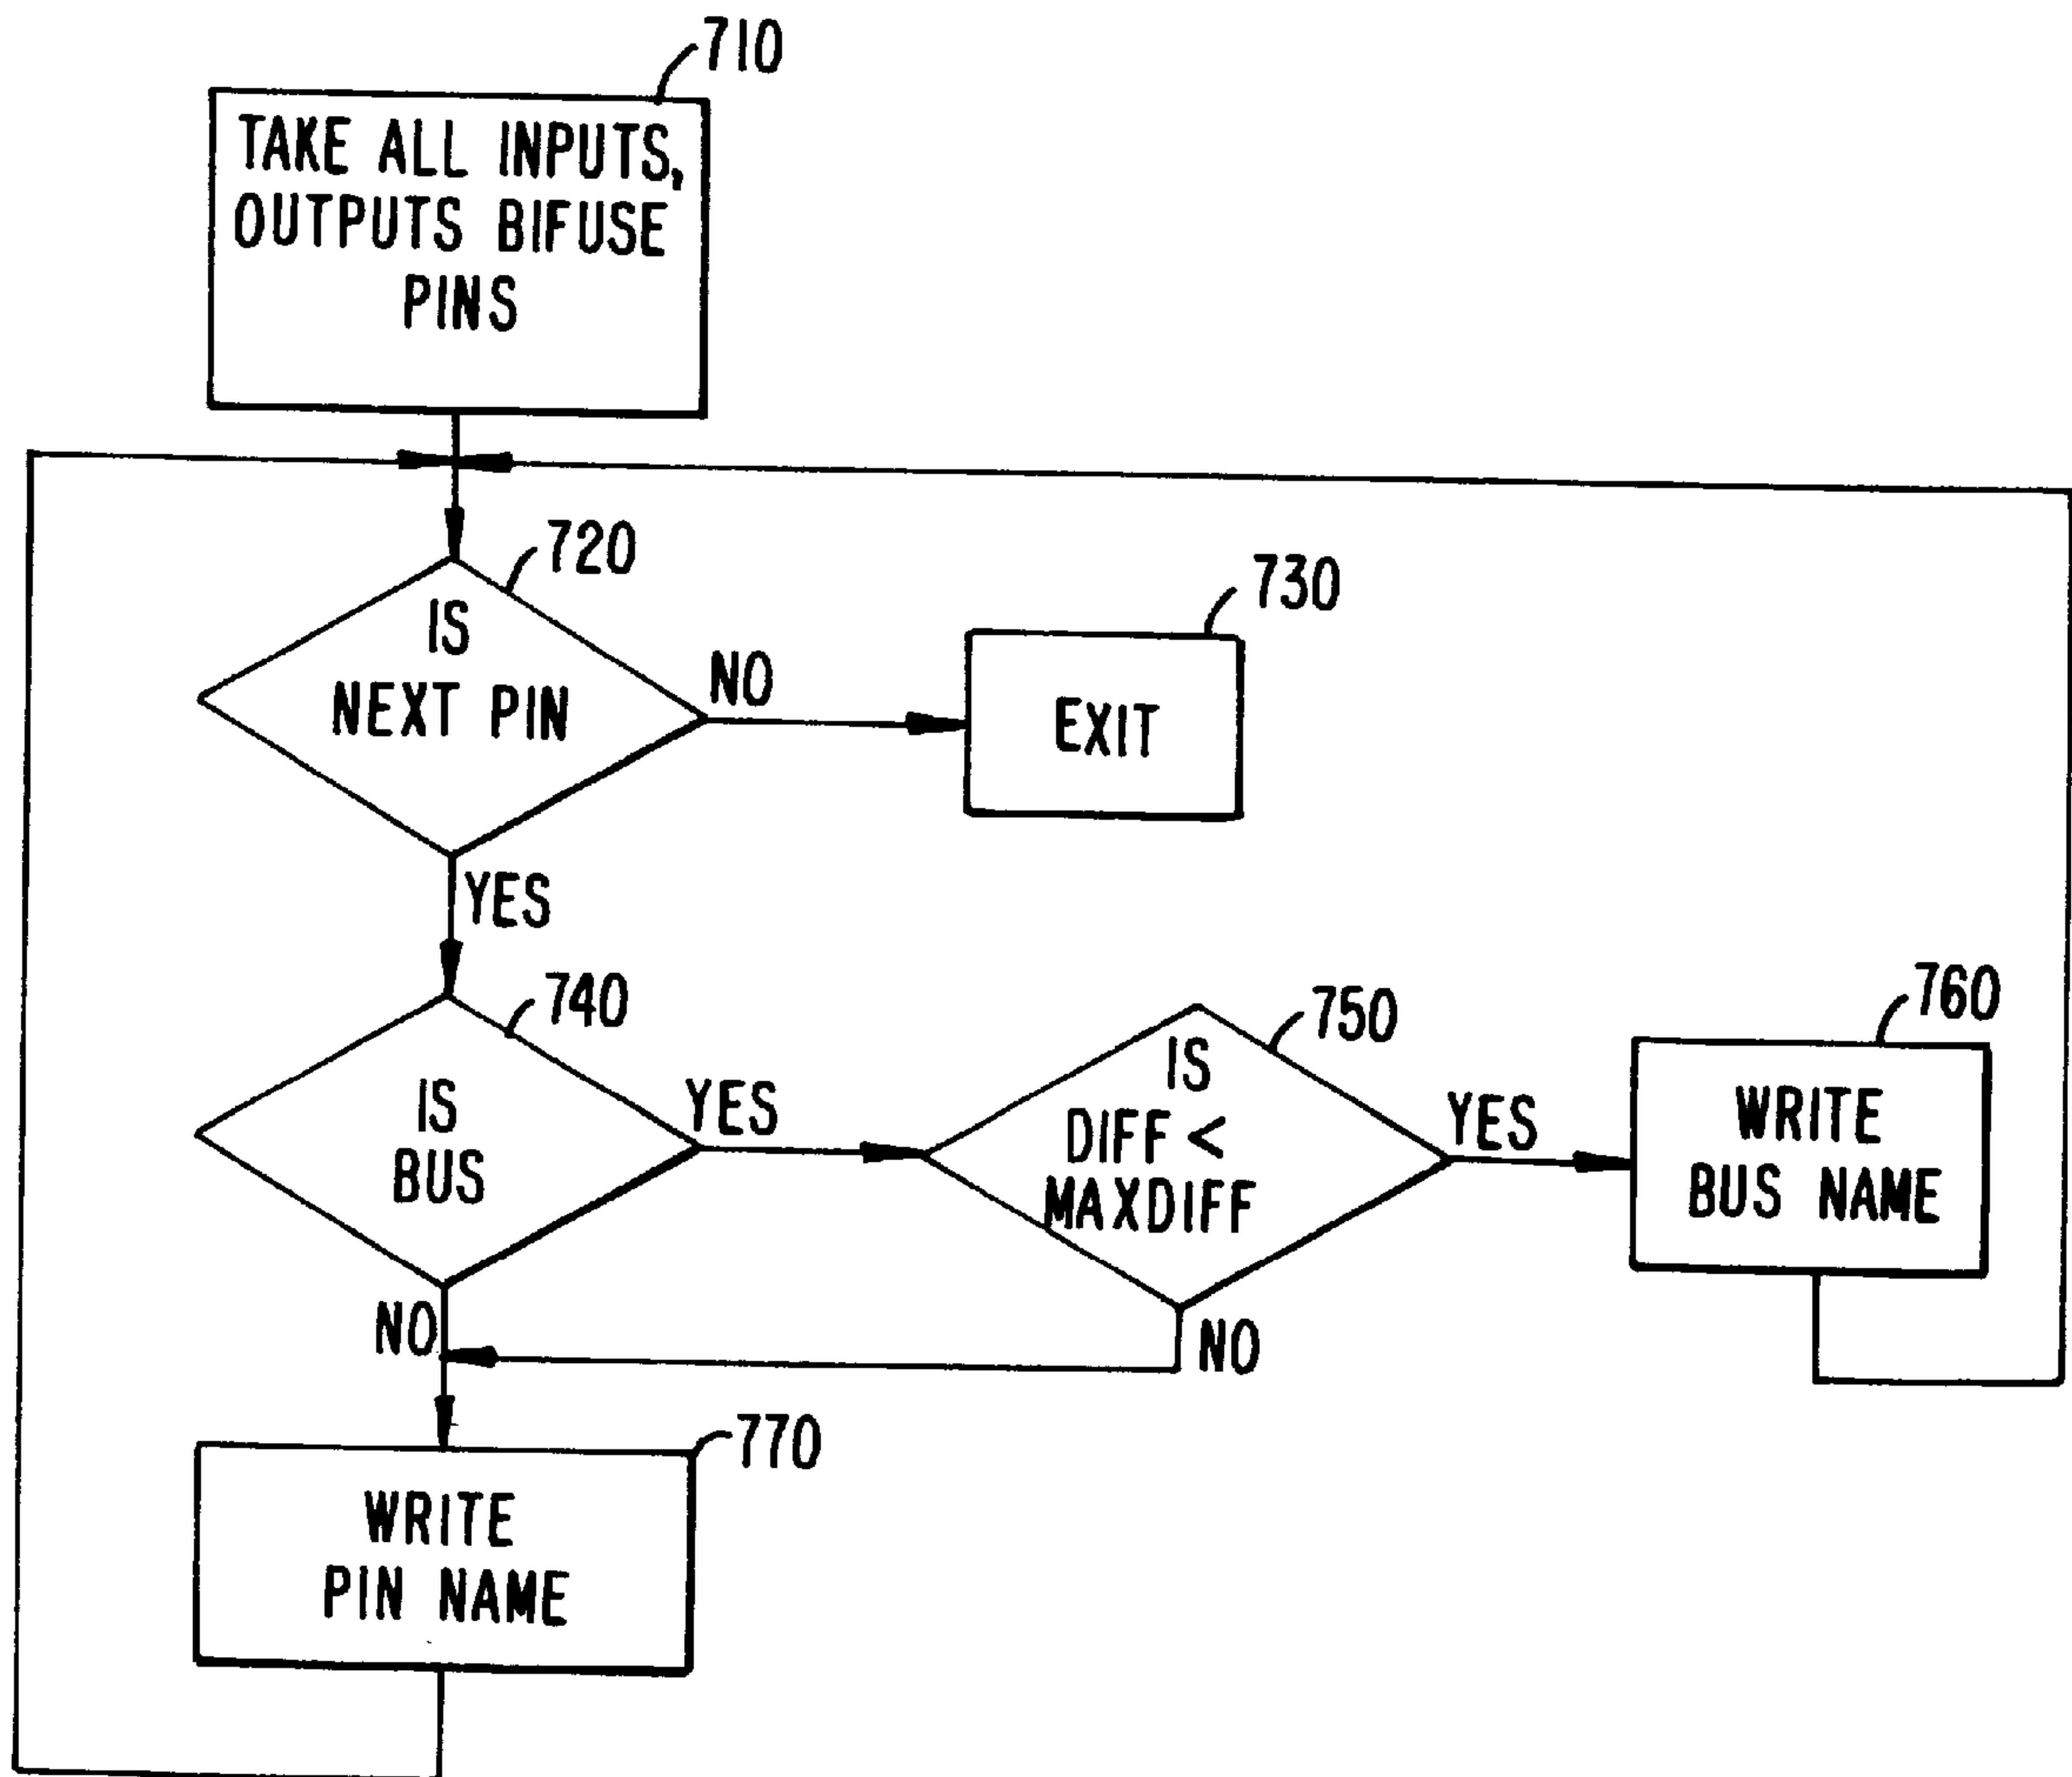 710
TAKE ALL INPUTS,
OUTPUTS BIFUSE
PINS
720
IS
NEXT PIN
NO
730
EXIT
YES
740
IS
BUS
YES
750
IS
DIFF <
MAXDIFF
YES
760
WRITE
BUS NAME
NO
NO
770
WRITE
PIN NAME